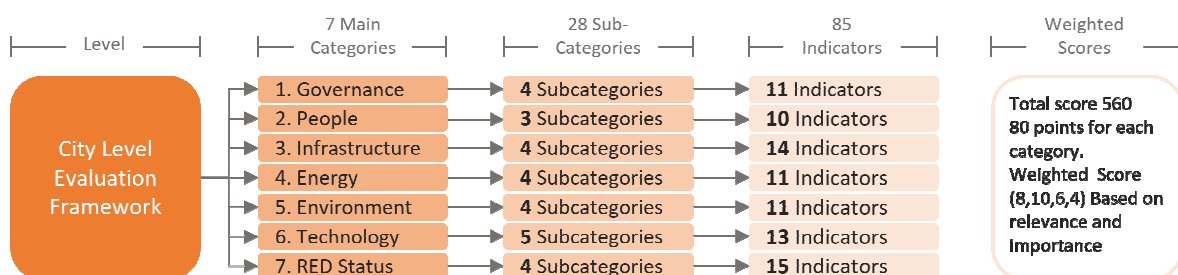 Level
7 Main
Categories
28 Sub-
Categories
85
Indicators
Weighted
Scores
City Level
Evaluation
Framework
1. Governance
4 Subcategories
11 Indicators
2. People
3 Subcategories
10 Indicators
3. Infrastructure
4 Subcategories
14 Indicators
4. Energy
4 Subcategories
11 Indicators
5. Environment
4 Subcategories
11 Indicators
6. Technology
5 Subcategories
13 Indicators
7. RED Status
4 Subcategories
15 Indicators
Total score 560
80 points for each
category.
Weighted Score
(8,10,6,4) Based on
relevance and
Importance